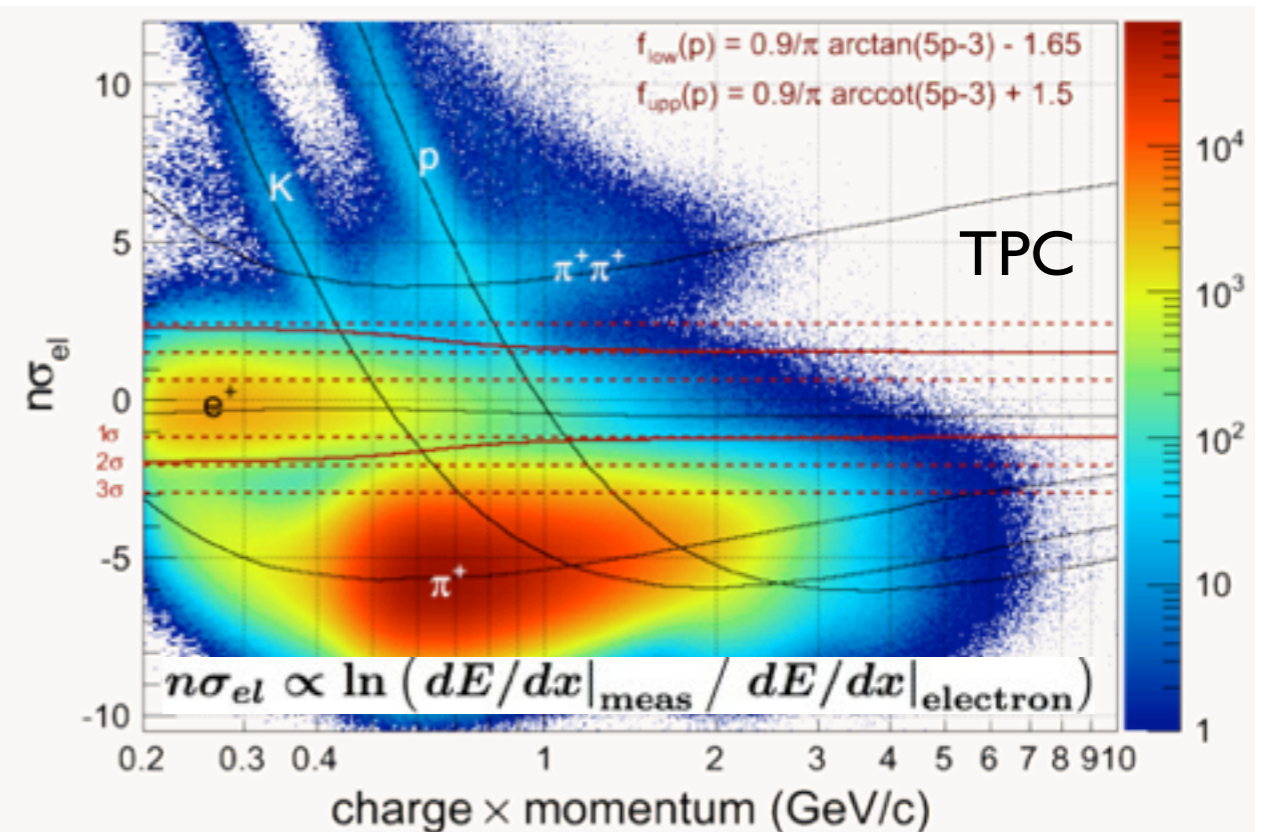 f_low(p) = 0.9/π arctan(5p-3) - 1.65
f_upp(p) = 0.9/π arccot(5p-3) + 1.5
10
5
0
-5
-10
nσ_el
K
p
π⁺π⁺
TPC
e⁺
1σ
2σ
3σ
π⁺
nσ_el ∝ ln ( dE/dx|_meas / dE/dx|_electron )
0.2 0.3 0.4 1 2 3 4 5 6 7 8 9 10
charge × momentum (GeV/c)
10⁴
10³
10²
10
1